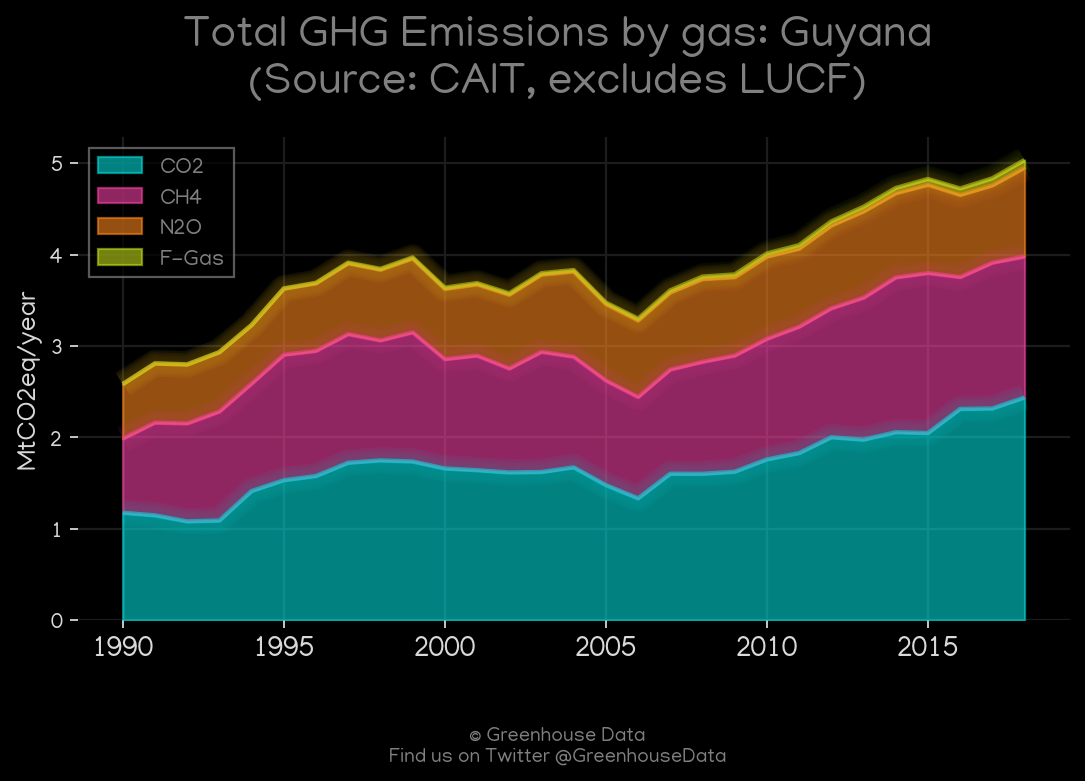 Total GHG Emissions by gas: Guyana
(Source: CAIT, excludes LUCF)
CO2
CH4
N2O
F-Gas
MtCO2eq/year
5
4
3
2
1
0
1990 1995 2000 2005 2010 2015
© Greenhouse Data
Find us on Twitter @GreenhouseData